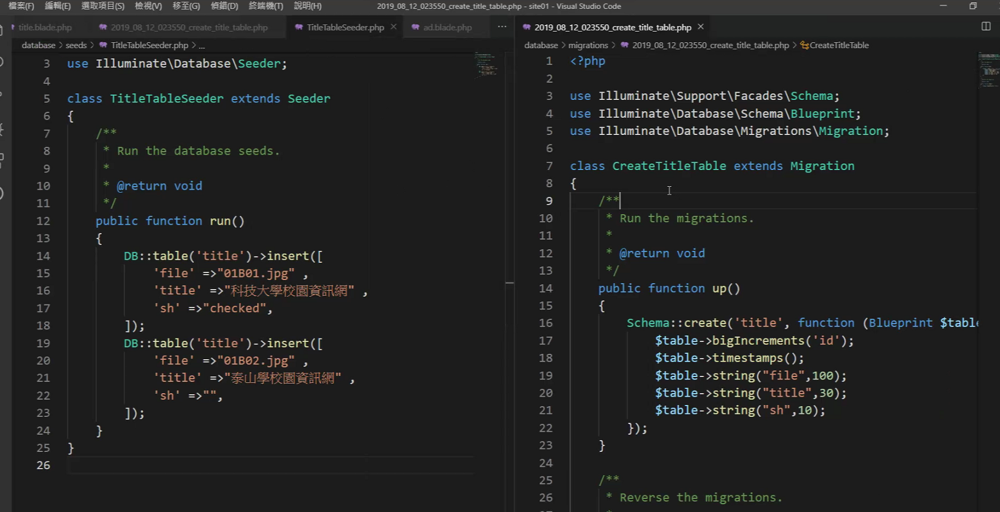 檔案(F) 編輯(E) 選取項目(S) 檢視(V) 移至(G) 偵錯(D) 終端機(T) 說明(H) 2019_08_12_023550_create_title_table.php - site01 - Visual Studio Code
title.blade.php 2019_08_12_023550_create_title_table.php TitleTableSeeder.php × ad.blade.php ···
database > seeds > TitleTableSeeder.php > ...
3 use Illuminate\Database\Seeder;
4
5 class TitleTableSeeder extends Seeder
6 {
7 /**
8 * Run the database seeds.
9 *
10 * @return void
11 */
12 public function run()
13 {
14 DB::table('title')->insert([
15 'file' =>"01B01.jpg" ,
16 'title' =>"科技大學校園資訊網" ,
17 'sh' =>"checked",
18 ]);
19 DB::table('title')->insert([
20 'file' =>"01B02.jpg" ,
21 'title' =>"泰山學校園資訊網" ,
22 'sh' =>"",
23 ]);
24 }
25 }
26
2019_08_12_023550_create_title_table.php ×
database > migrations > 2019_08_12_023550_create_title_table.php > CreateTitleTable
1 <?php
2
3 use Illuminate\Support\Facades\Schema;
4 use Illuminate\Database\Schema\Blueprint;
5 use Illuminate\Database\Migrations\Migration;
6
7 class CreateTitleTable extends Migration
8 {
9 /**
10 * Run the migrations.
11 *
12 * @return void
13 */
14 public function up()
15 {
16 Schema::create('title', function (Blueprint $table
17 $table->bigIncrements('id');
18 $table->timestamps();
19 $table->string("file",100);
20 $table->string("title",30);
21 $table->string("sh",10);
22 });
23 }
24
25 /**
26 * Reverse the migrations.